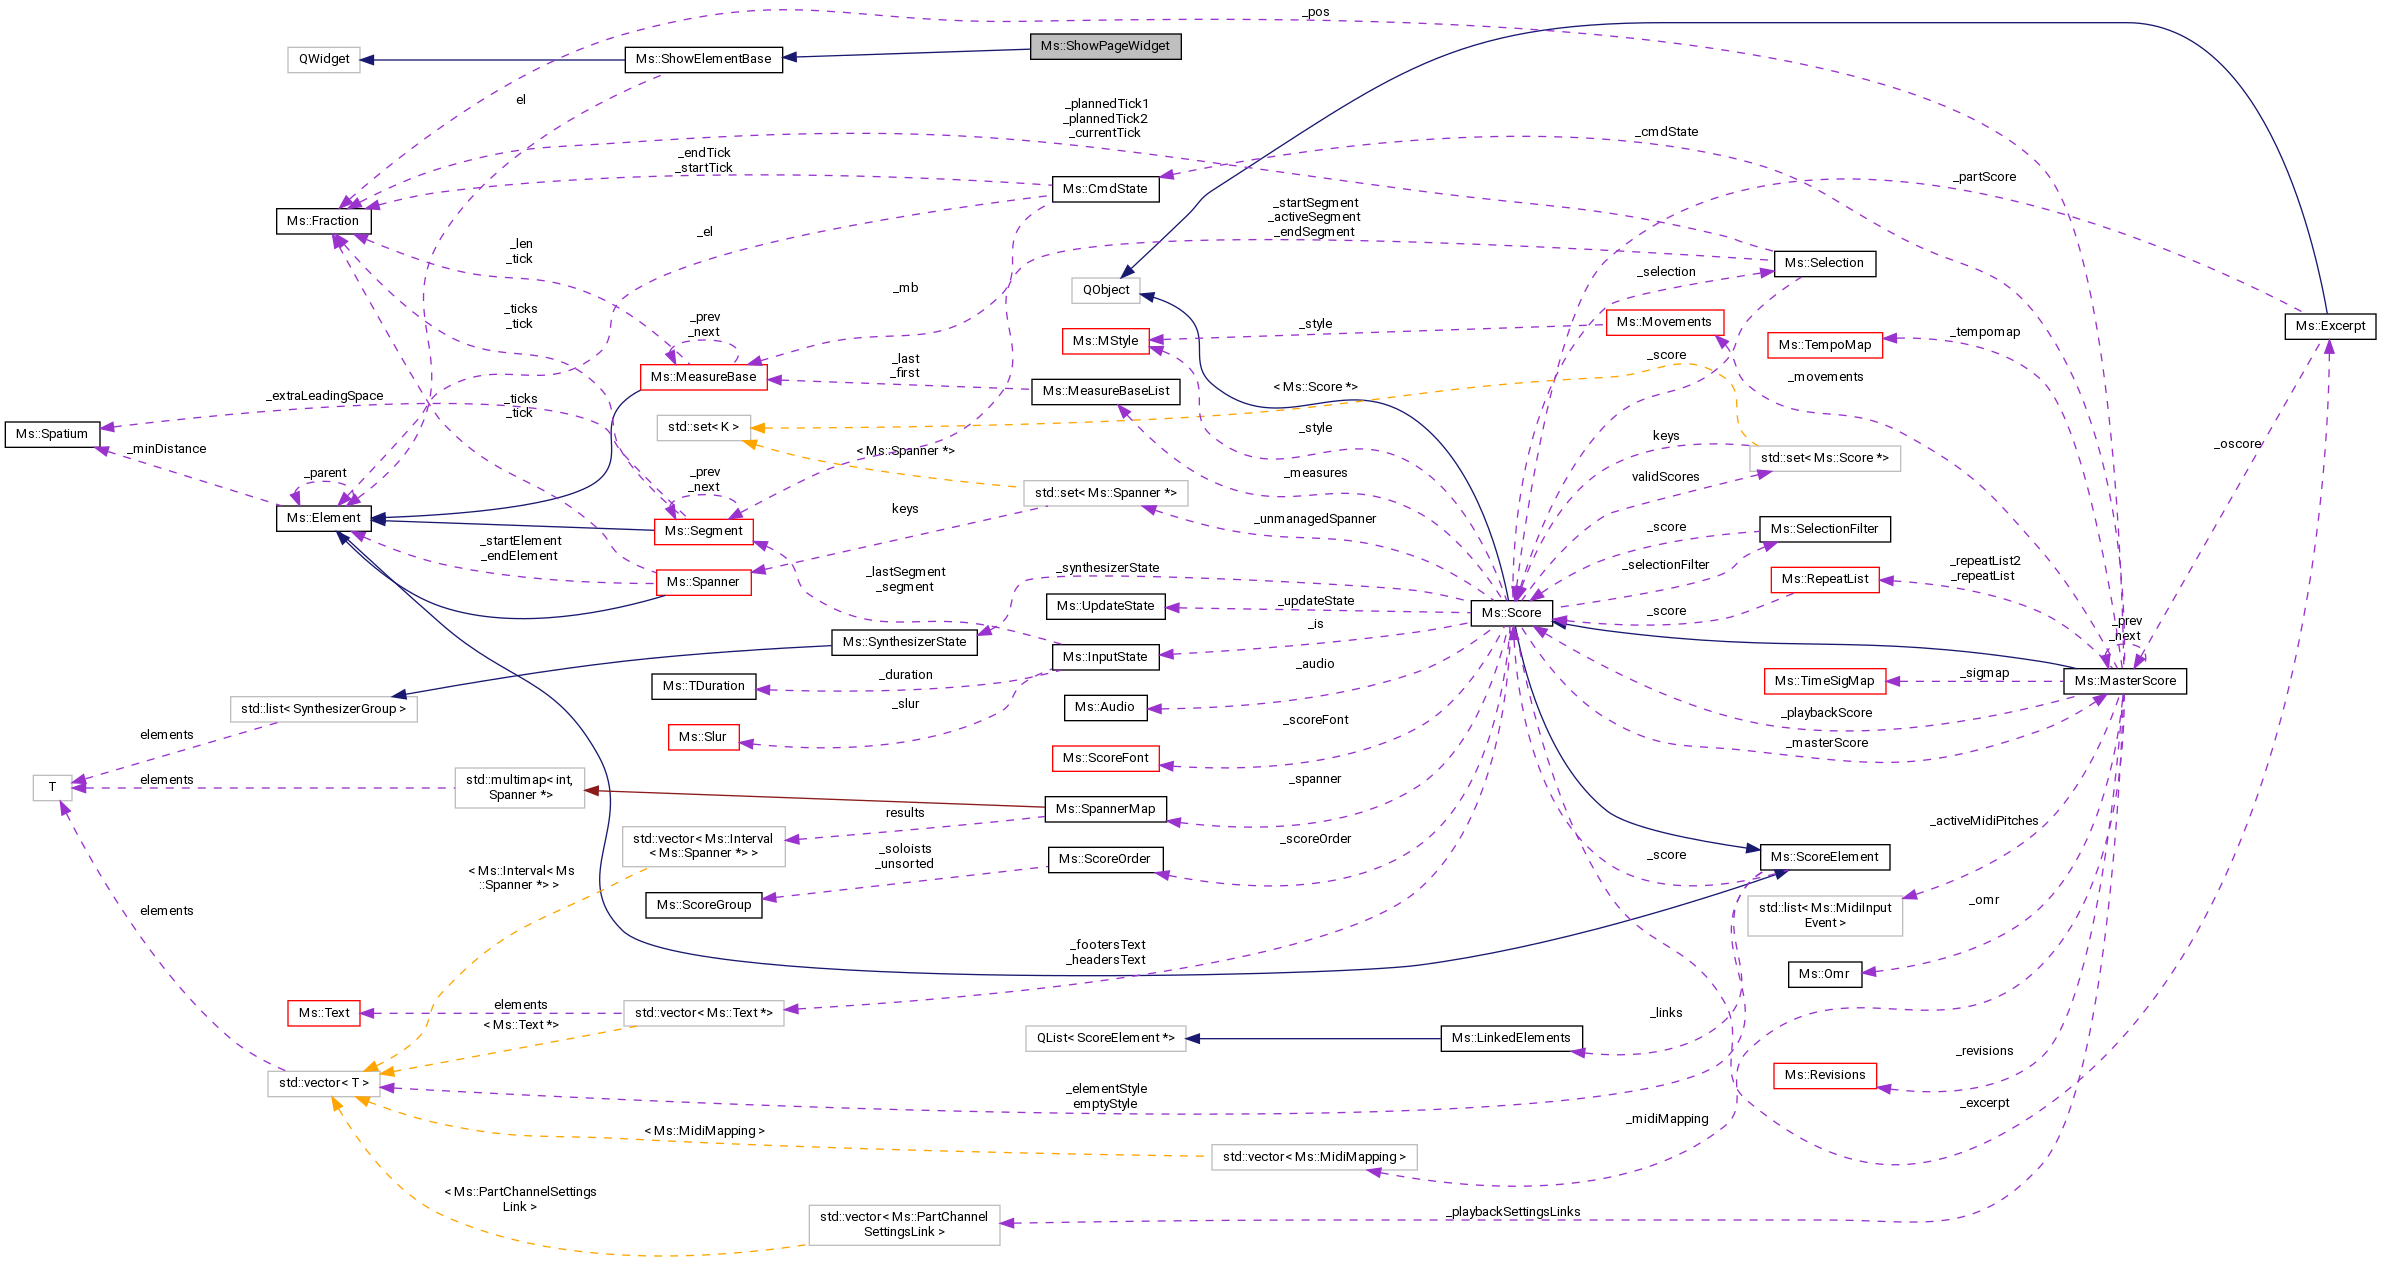 _pos
Ms::ShowPageWidget
QWidget
Ms::ShowElementBase
el
_plannedTick1
_plannedTick2
_currentTick
_cmdState
_endTick
_startTick
_partScore
Ms::CmdState
Ms::Fraction
_startSegment
_activeSegment
_endSegment
_el
_len
_tick
Ms::Selection
_selection
QObject
_mb
_ticks
_tick
_prev
_next
_style
Ms::Movements
Ms::Excerpt
Ms::MStyle
Ms::TempoMap
_tempomap
_score
_last
_first
Ms::MeasureBase
< Ms::Score *>
Ms::MeasureBaseList
_movements
_extraLeadingSpace
_ticks
_tick
std::set< K >
_style
keys
Ms::Spatium
_minDistance
< Ms::Spanner *>
std::set< Ms::Score *>
_oscore
_parent
_prev
_next
_measures
validScores
std::set< Ms::Spanner *>
keys
_unmanagedSpanner
Ms::Element
Ms::Segment
_score
Ms::SelectionFilter
_startElement
_endElement
_selectionFilter
_repeatList2
_repeatList
_lastSegment
_segment
_synthesizerState
Ms::Spanner
Ms::RepeatList
Ms::UpdateState
_updateState
Ms::Score
_score
_is
_prev
_next
Ms::SynthesizerState
Ms::InputState
_audio
_duration
Ms::TDuration
_sigmap
Ms::TimeSigMap
Ms::MasterScore
_slur
std::list< SynthesizerGroup >
Ms::Audio
_scoreFont
_playbackScore
elements
Ms::Slur
_masterScore
Ms::ScoreFont
T
elements
std::multimap< int,
Spanner *>
_spanner
Ms::SpannerMap
results
std::vector< Ms::Interval
< Ms::Spanner *> >
_scoreOrder
_activeMidiPitches
_soloists
_unsorted
Ms::ScoreOrder
_score
Ms::ScoreElement
< Ms::Interval< Ms
::Spanner *> >
elements
Ms::ScoreGroup
std::list< Ms::MidiInput
Event >
_omr
_footersText
_headersText
Ms::Omr
Ms::Text
elements
std::vector< Ms::Text *>
_links
< Ms::Text *>
QList< ScoreElement *>
Ms::LinkedElements
_revisions
std::vector< T >
_elementStyle
emptyStyle
Ms::Revisions
_excerpt
_midiMapping
< Ms::MidiMapping >
std::vector< Ms::MidiMapping >
< Ms::PartChannelSettings
Link >
std::vector< Ms::PartChannel
SettingsLink >
_playbackSettingsLinks